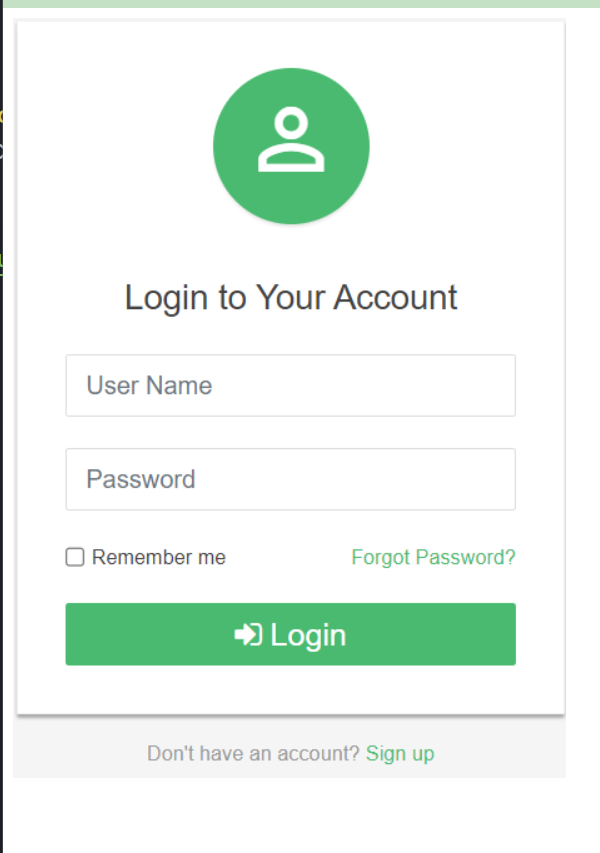 Login to Your Account
User Name
Password
Remember me Forgot Password?
Login
Don't have an account? Sign up